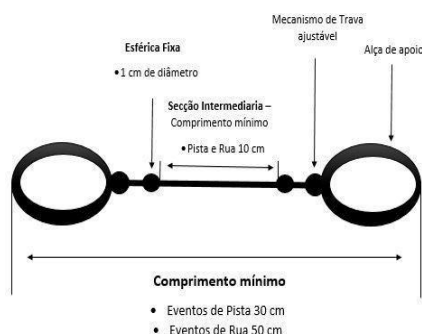 Mecanismo de Trava
ajustável
Esférica Fixa
Alça de apoio
•1 cm de diâmetro
Secção Intermediaria –
Comprimento mínimo
•Pista e Rua 10 cm
Comprimento mínimo
• Eventos de Pista 30 cm
• Eventos de Rua 50 cm